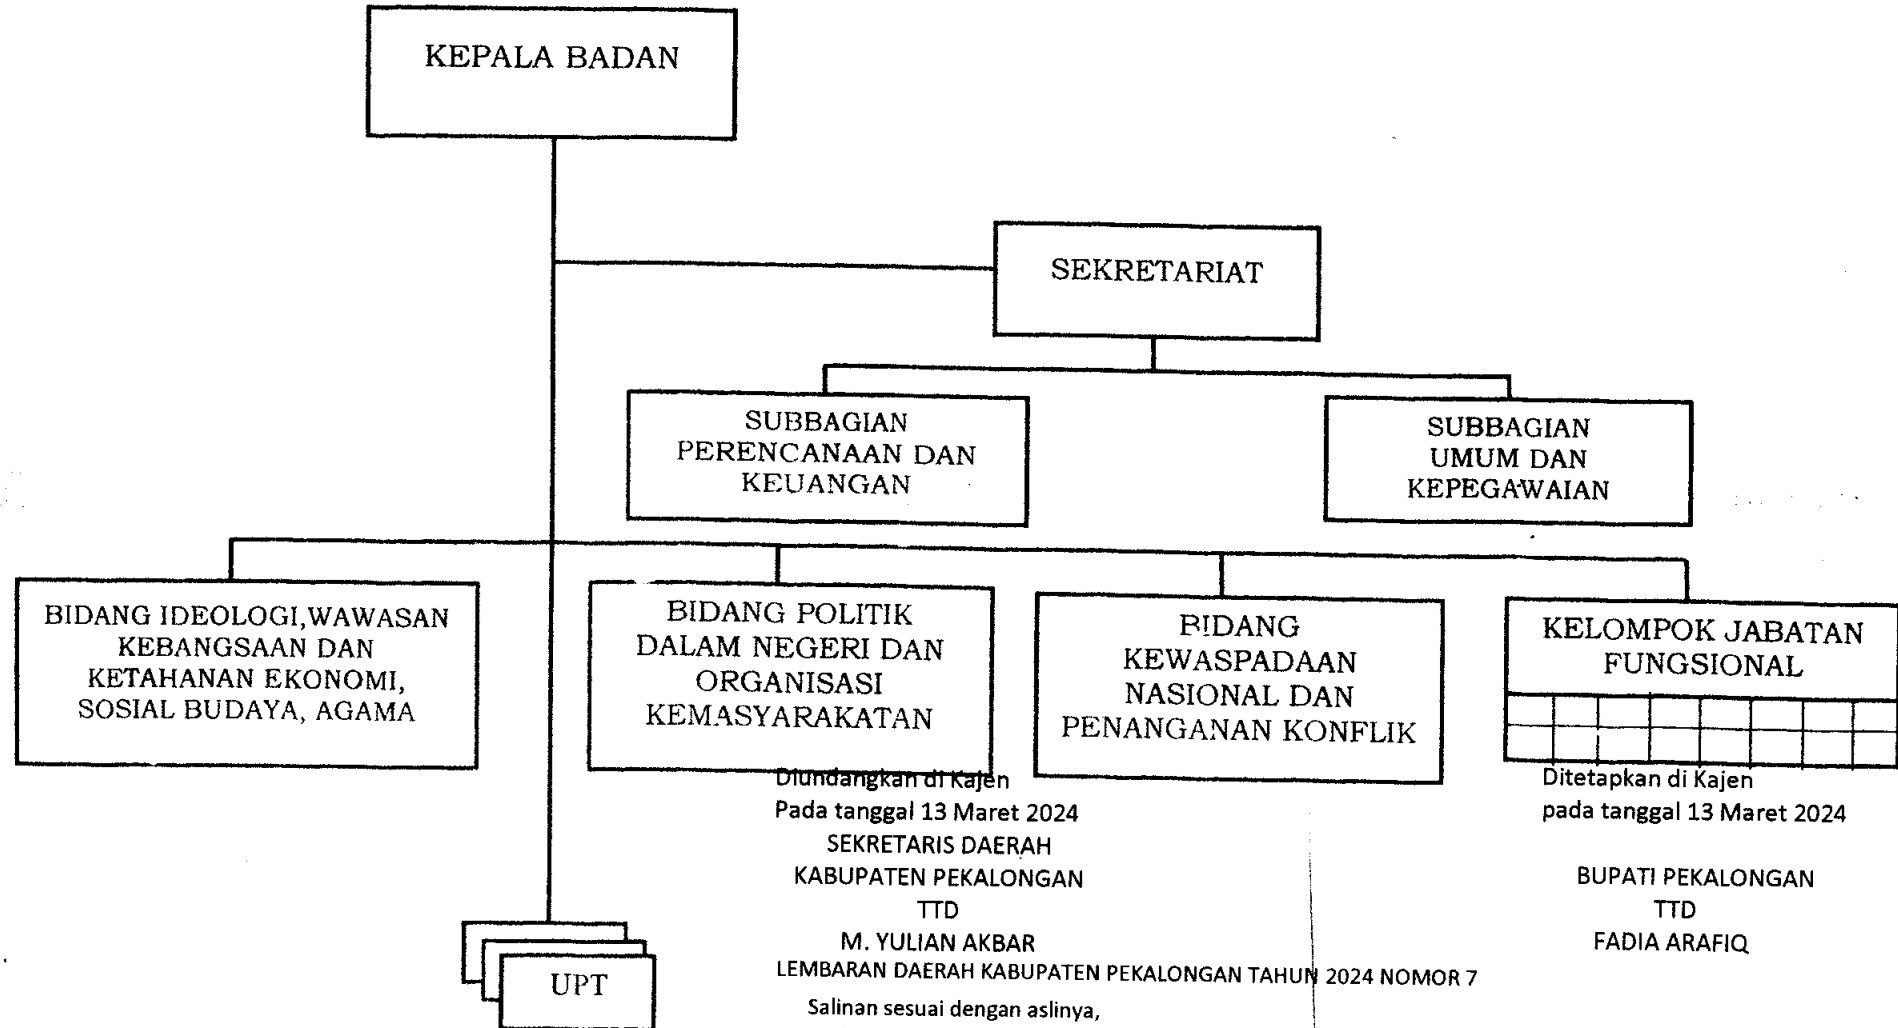 KEPALA BADAN
SEKRETARIAT
SUBBAGIAN
PERENCANAAN DAN
KEUANGAN
SUBBAGIAN
UMUM DAN
KEPEGAWAIAN
BIDANG IDEOLOGI,WAWASAN
KEBANGSAAN DAN
KETAHANAN EKONOMI,
SOSIAL BUDAYA, AGAMA
BIDANG POLITIK
DALAM NEGERI DAN
ORGANISASI
KEMASYARAKATAN
BIDANG
KEWASPADAAN
NASIONAL DAN
PENANGANAN KONFLIK
KELOMPOK JABATAN
FUNGSIONAL
Diundangkan di Kajen
Pada tanggal 13 Maret 2024
SEKRETARIS DAERAH
KABUPATEN PEKALONGAN
TTD
M. YULIAN AKBAR
LEMBARAN DAERAH KABUPATEN PEKALONGAN TAHUN 2024 NOMOR 7
Salinan sesuai dengan aslinya,
Ditetapkan di Kajen
pada tanggal 13 Maret 2024
BUPATI PEKALONGAN
TTD
FADIA ARAFIQ
UPT